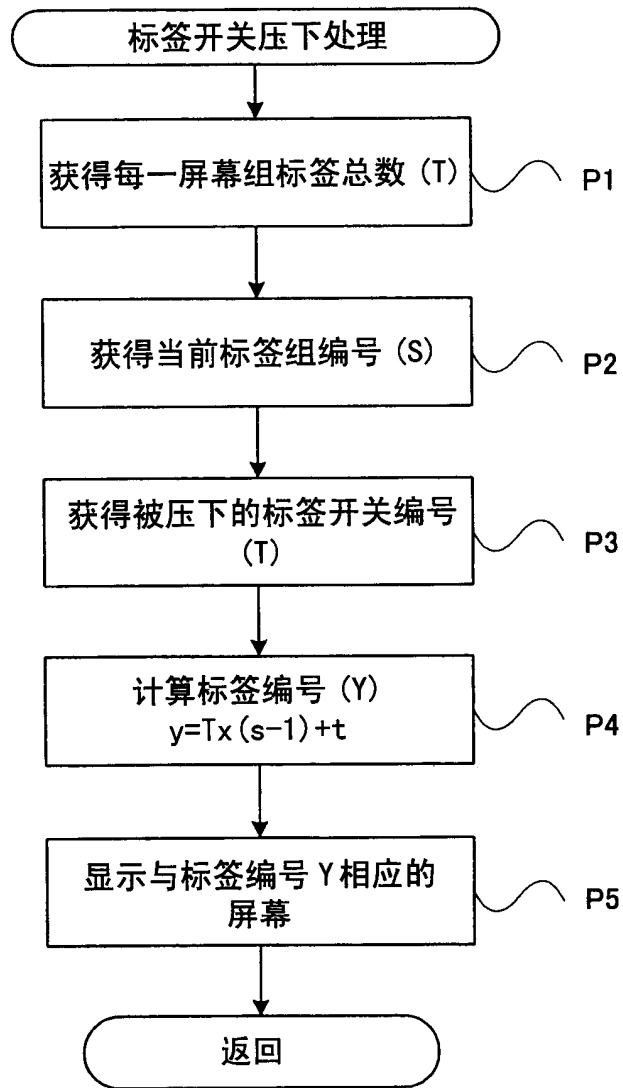 标签开关压下处理
获得每一屏幕组标签总数(T)
P1
获得当前标签组编号(S)
P2
获得被压下的标签开关编号
(T)
P3
计算标签编号(Y)
y=Tx(s-1)+t
P4
显示与标签编号Y相应的
屏幕
P5
返回